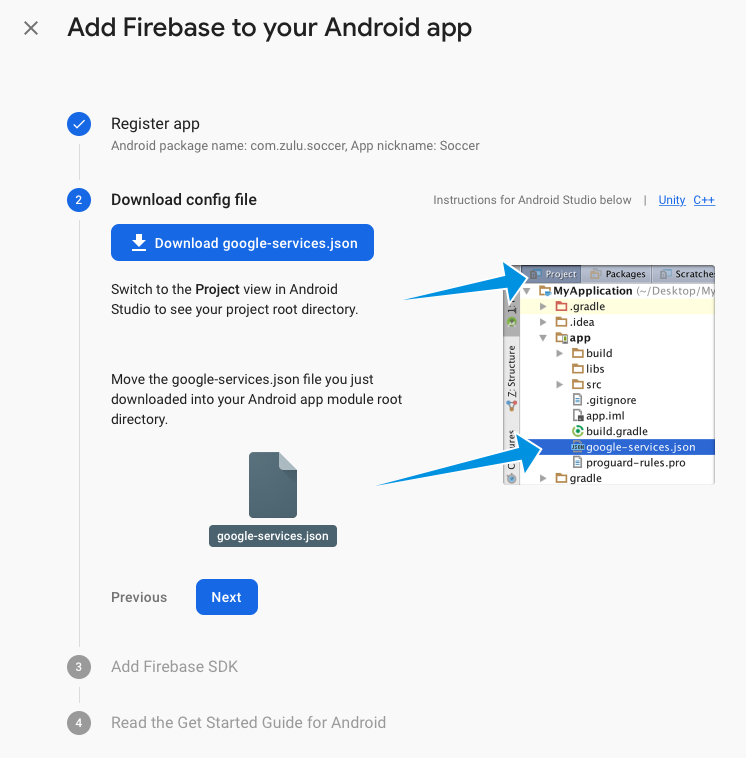 Add Firebase to your Android app
Register app
Android package name: com.zulu.soccer, App nickname: Soccer
2
Download config file
Instructions for Android Studio below | Unity C++
Download google-services.json
Switch to the Project view in Android
Studio to see your project root directory.
Move the google-services.json file you just
downloaded into your Android app module root
directory.
google-services.json
Project Packages Scratches
MyApplication (~/Desktop/My
.gradle
.idea
app
build
libs
src
.gitignore
app.iml
build.gradle
google-services.json
proguard-rules.pro
gradle
Z: Structure
Previous
Next
3
Add Firebase SDK
4
Read the Get Started Guide for Android